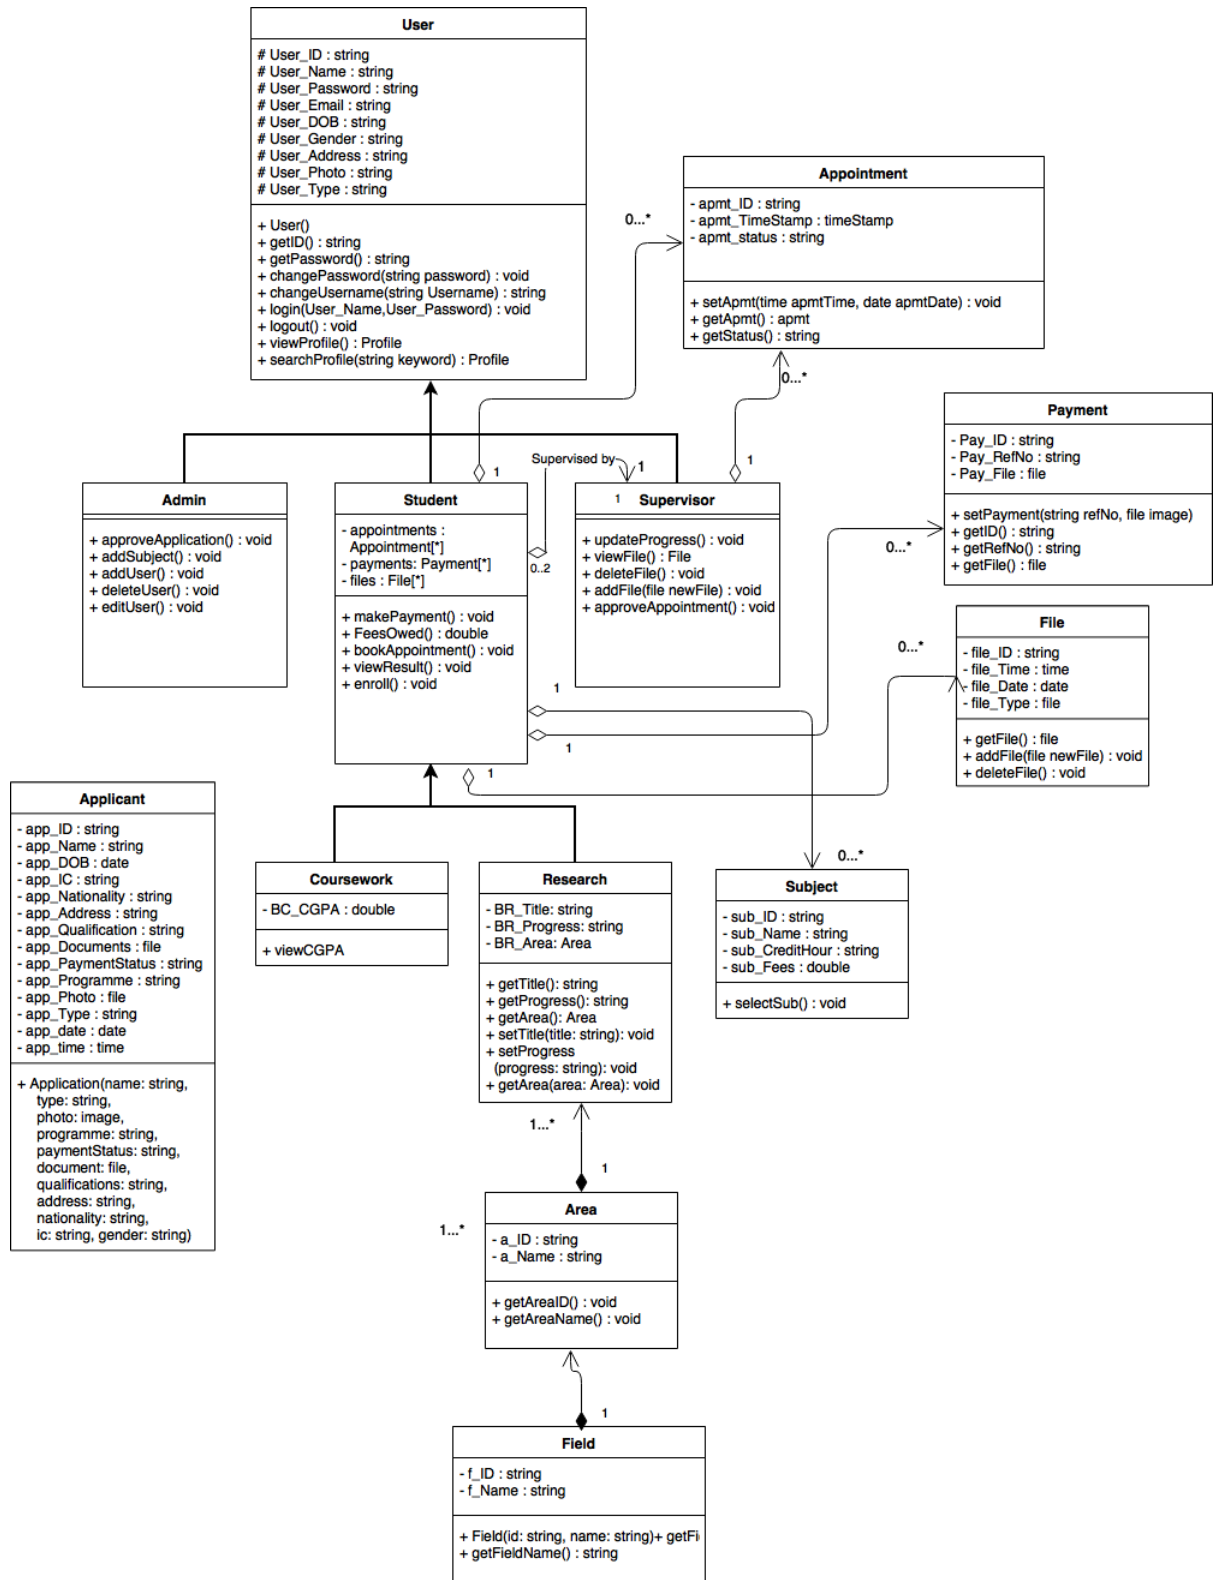 User
# User_ID : string
# User_Name : string
# User_Password : string
# User_Email : string
# User_DOB : string
# User_Gender : string
# User_Address : string
# User_Photo : string
# User_Type : string
+ User()
+ getID() : string
+ getPassword() : string
+ changePassword(string password) : void
+ changeUsername(string Username) : string
+ login(User_Name,User_Password) : void
+ logout() : void
+ viewProfile() : Profile
+ searchProfile(string keyword) : Profile
Appointment
- apmt_ID : string
- apmt_TimeStamp : timeStamp
- apmt_status : string
+ setApmt(time apmtTime, date apmtDate) : void
+ getApmt() : apmt
+ getStatus() : string
0...*
0...*
1
1
Supervised by
1
1
0..2
Payment
- Pay_ID : string
- Pay_RefNo : string
- Pay_File : file
+ setPayment(string refNo, file image)
+ getID() : string
+ getRefNo() : string
+ getFile() : file
0...*
Admin
+ approveApplication() : void
+ addSubject() : void
+ addUser() : void
+ deleteUser() : void
+ editUser() : void
Student
- appointments :
Appointment[*]
- payments: Payment[*]
- files : File[*]
+ makePayment() : void
+ FeesOwed() : double
+ bookAppointment() : void
+ viewResult() : void
+ enroll() : void
Supervisor
+ updateProgress() : void
+ viewFile() : File
+ deleteFile() : void
+ addFile(file newFile) : void
+ approveAppointment() : void
File
- file_ID : string
- file_Time : time
- file_Date : date
- file_Type : file
+ getFile() : file
+ addFile(file newFile) : void
+ deleteFile() : void
0...*
1
1
1
Applicant
- app_ID : string
- app_Name : string
- app_DOB : date
- app_IC : string
- app_Nationality : string
- app_Address : string
- app_Qualification : string
- app_Documents : file
- app_PaymentStatus : string
- app_Programme : string
- app_Photo : file
- app_Type : string
- app_date : date
- app_time : time
+ Application(name: string,
type: string,
photo: image,
programme: string,
paymentStatus: string,
document: file,
qualifications: string,
address: string,
nationality: string,
ic: string, gender: string)
Coursework
- BC_CGPA : double
+ viewCGPA
Research
- BR_Title: string
- BR_Progress: string
- BR_Area: Area
+ getTitle(): string
+ getProgress(): string
+ getArea(): Area
+ setTitle(title: string): void
+ setProgress
(progress: string): void
+ getArea(area: Area): void
0...*
Subject
- sub_ID : string
- sub_Name : string
- sub_CreditHour : string
- sub_Fees : double
+ selectSub() : void
1...*
1
Area
- a_ID : string
- a_Name : string
+ getAreaID() : void
+ getAreaName() : void
1...*
1
Field
- f_ID : string
- f_Name : string
+ Field(id: string, name: string)+ getFi
+ getFieldName() : string